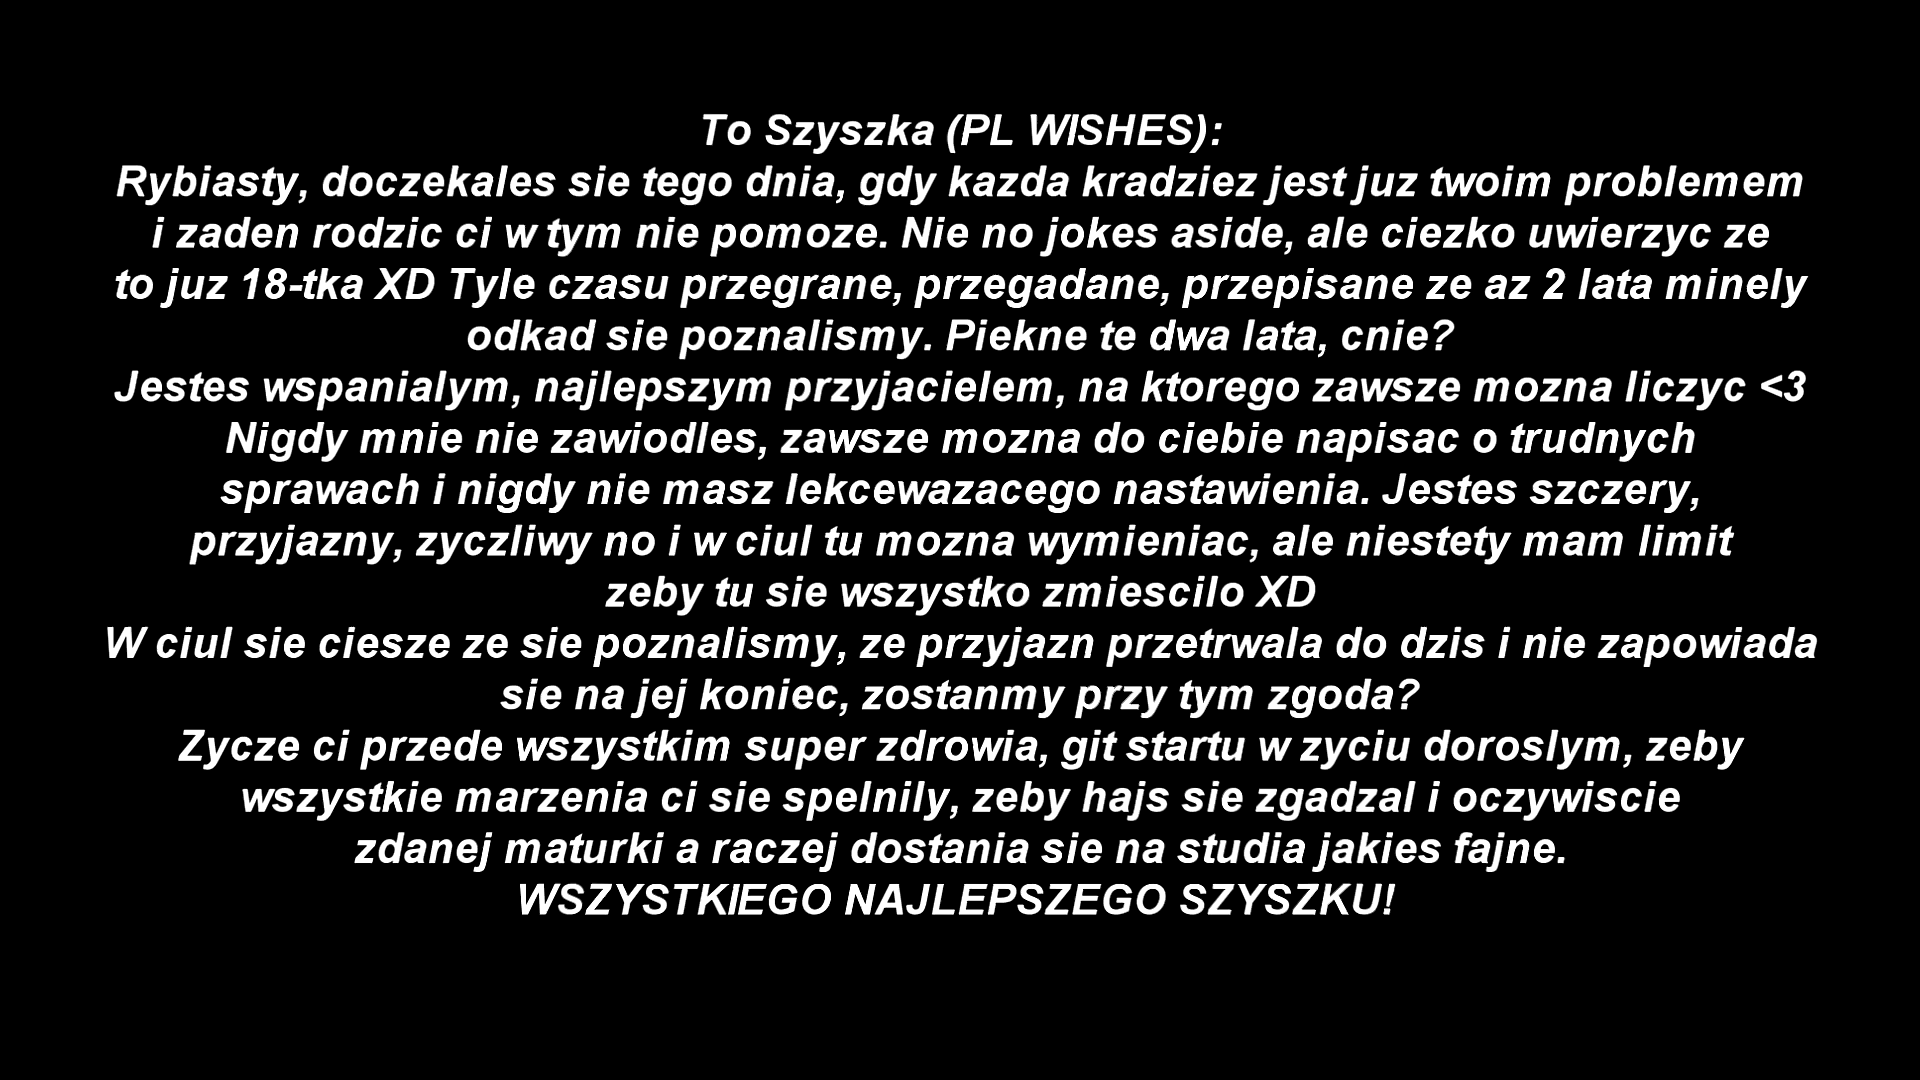 To Szyszka (PL WISHES):
Rybiasty, doczekales sie tego dnia, gdy kazda kradziez jest juz twoim problemem
i zaden rodzic ci w tym nie pomoze. Nie no jokes aside, ale ciezko uwierzyc ze
to juz 18-tka XD Tyle czasu przegrane, przegadane, przepisane ze az 2 lata minely
odkad sie poznalismy. Piekne te dwa lata, cnie?
Jestes wspanialym, najlepszym przyjacielem, na ktorego zawsze mozna liczyc <3
Nigdy mnie nie zawiodles, zawsze mozna do ciebie napisac o trudnych
sprawach i nigdy nie masz lekcewazacego nastawienia. Jestes szczery,
przyjazny, zyczliwy no i w ciul tu mozna wymieniac, ale niestety mam limit
zeby tu sie wszystko zmiescilo XD
W ciul sie ciesze ze sie poznalismy, ze przyjazn przetrwala do dzis i nie zapowiada
sie na jej koniec, zostanmy przy tym zgoda?
Zycze ci przede wszystkim super zdrowia, git startu w zyciu doroslym, zeby
wszystkie marzenia ci sie spelnily, zeby hajs sie zgadzal i oczywiscie
zdanej maturki a raczej dostania sie na studia jakies fajne.
WSZYSTKIEGO NAJLEPSZEGO SZYSZKU!